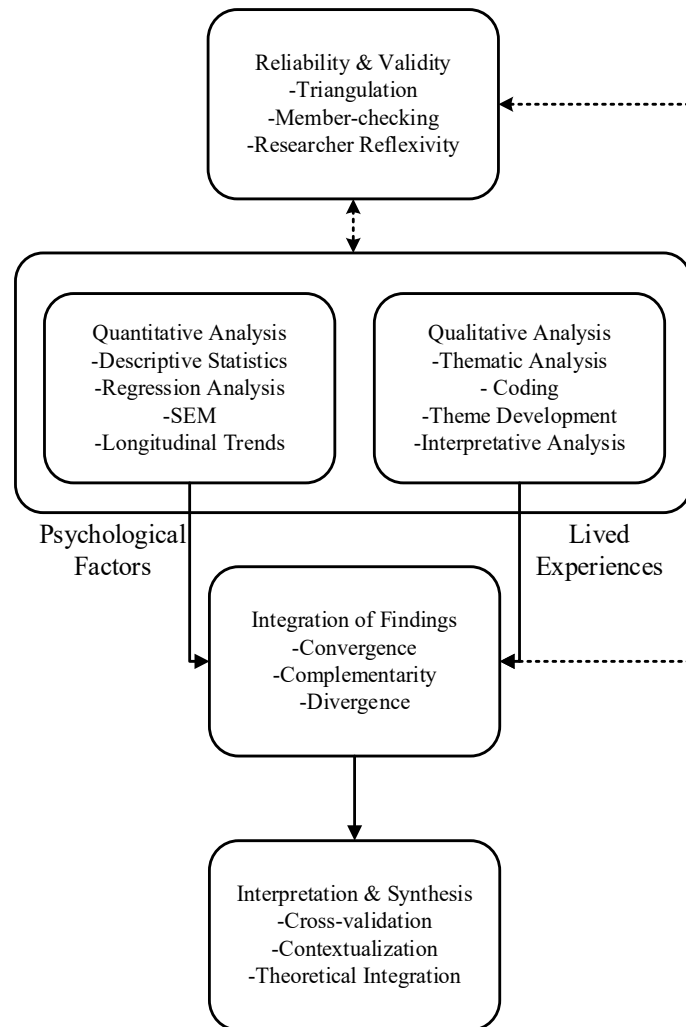 Reliability & Validity
-Triangulation
-Member-checking
-Researcher Reflexivity
Quantitative Analysis
-Descriptive Statistics
-Regression Analysis
-SEM
-Longitudinal Trends
Qualitative Analysis
-Thematic Analysis
- Coding
-Theme Development
-Interpretative Analysis
Psychological
Factors
Lived
Experiences
Integration of Findings
-Convergence
-Complementarity
-Divergence
Interpretation & Synthesis
-Cross-validation
-Contextualization
-Theoretical Integration